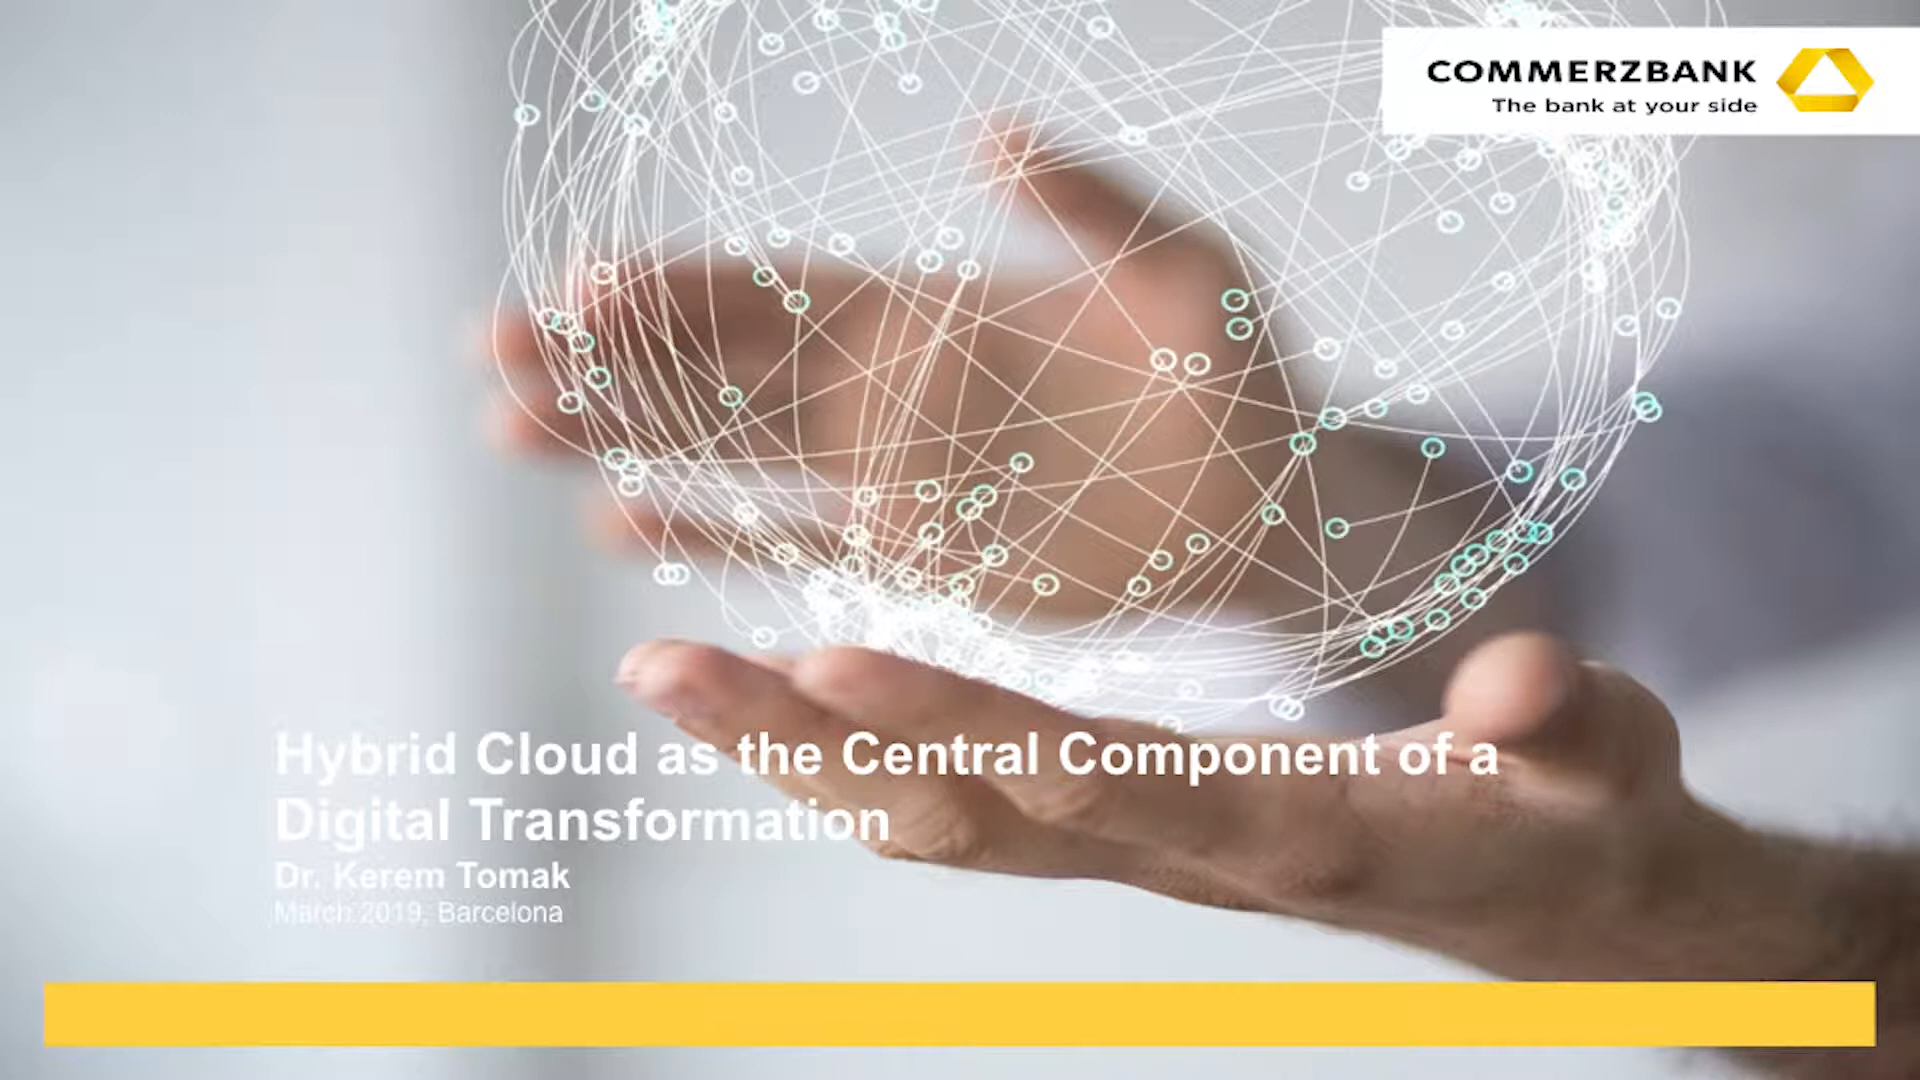 COMMERZBANK
The bank at your side
Hybrid Cloud as the Central Component of a
Digital Transformation
Dr. Kerem Tomak
March 2019, Barcelona